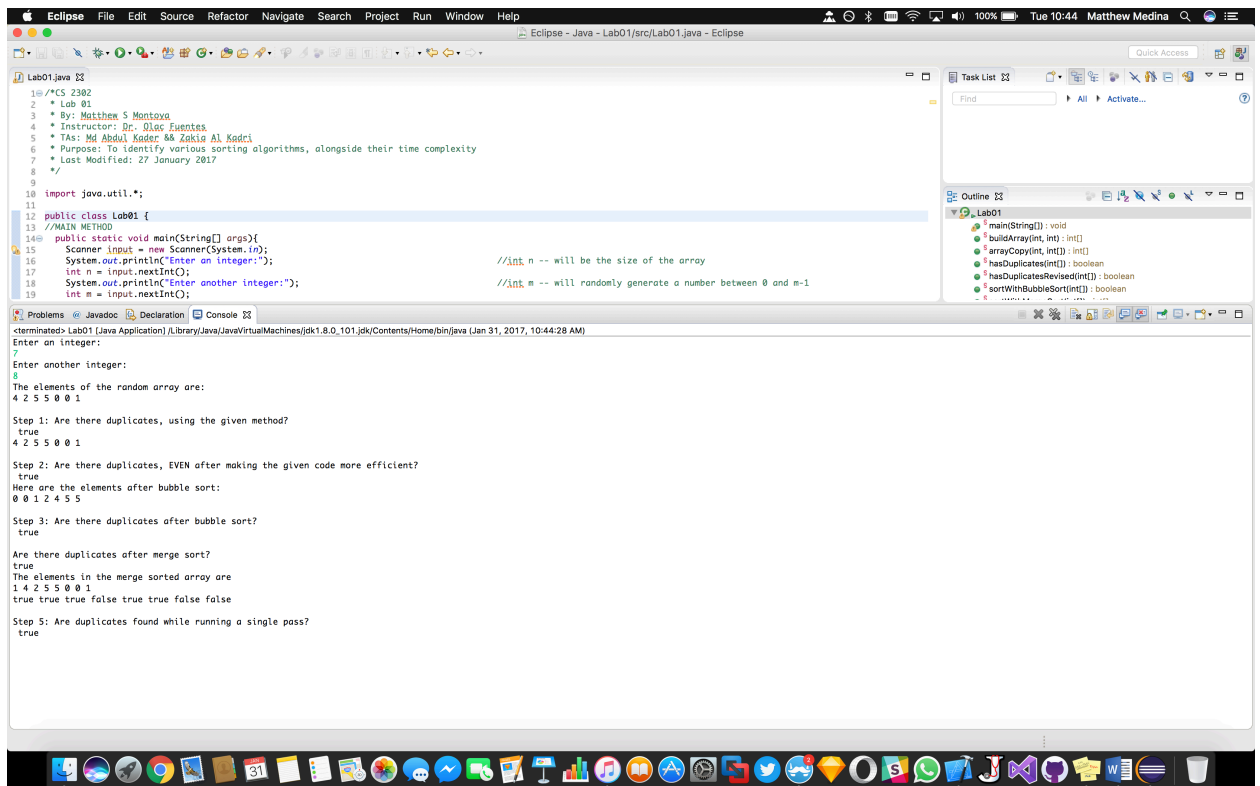 Eclipse File Edit Source Refactor Navigate Search Project Run Window Help 100% Tue 10:44 Matthew Medina
Eclipse - Java - Lab01/src/Lab01.java - Eclipse
Quick Access
Lab01.java
1 /*CS 2302
2 * Lab 01
3 * By: Matthew S Montoya
4 * Instructor: Dr. Olac Fuentes
5 * TAs: Md Abdul Kader && Zakia Al Kadri
6 * Purpose: To identify various sorting algorithms, alongside their time complexity
7 * Last Modified: 27 January 2017
8 */
9
10 import java.util.*;
11
12 public class Lab01 {
13 //MAIN METHOD
14 public static void main(String[] args){
15 Scanner input = new Scanner(System.in);
16 System.out.println("Enter an integer:"); //int n -- will be the size of the array
17 int n = input.nextInt();
18 System.out.println("Enter another integer:"); //int m -- will randomly generate a number between 0 and m-1
19 int m = input.nextInt();
Task List
Find All Activate...
Outline
Lab01
main(String[]) : void
buildArray(int, int) : int[]
arrayCopy(int, int[]) : int[]
hasDuplicates(int[]) : boolean
hasDuplicatesRevised(int[]) : boolean
sortWithBubbleSort(int[]) : boolean
Problems Javadoc Declaration Console
<terminated> Lab01 [Java Application] /Library/Java/JavaVirtualMachines/jdk1.8.0_101.jdk/Contents/Home/bin/java (Jan 31, 2017, 10:44:28 AM)
Enter an integer:
7
Enter another integer:
8
The elements of the random array are:
4 2 5 5 0 0 1
Step 1: Are there duplicates, using the given method?
true
4 2 5 5 0 0 1
Step 2: Are there duplicates, EVEN after making the given code more efficient?
true
Here are the elements after bubble sort:
0 0 1 2 4 5 5
Step 3: Are there duplicates after bubble sort?
true
Are there duplicates after merge sort?
true
The elements in the merge sorted array are
1 4 2 5 5 0 0 1
true true true false true true false false
Step 5: Are duplicates found while running a single pass?
true
JAN
31
2